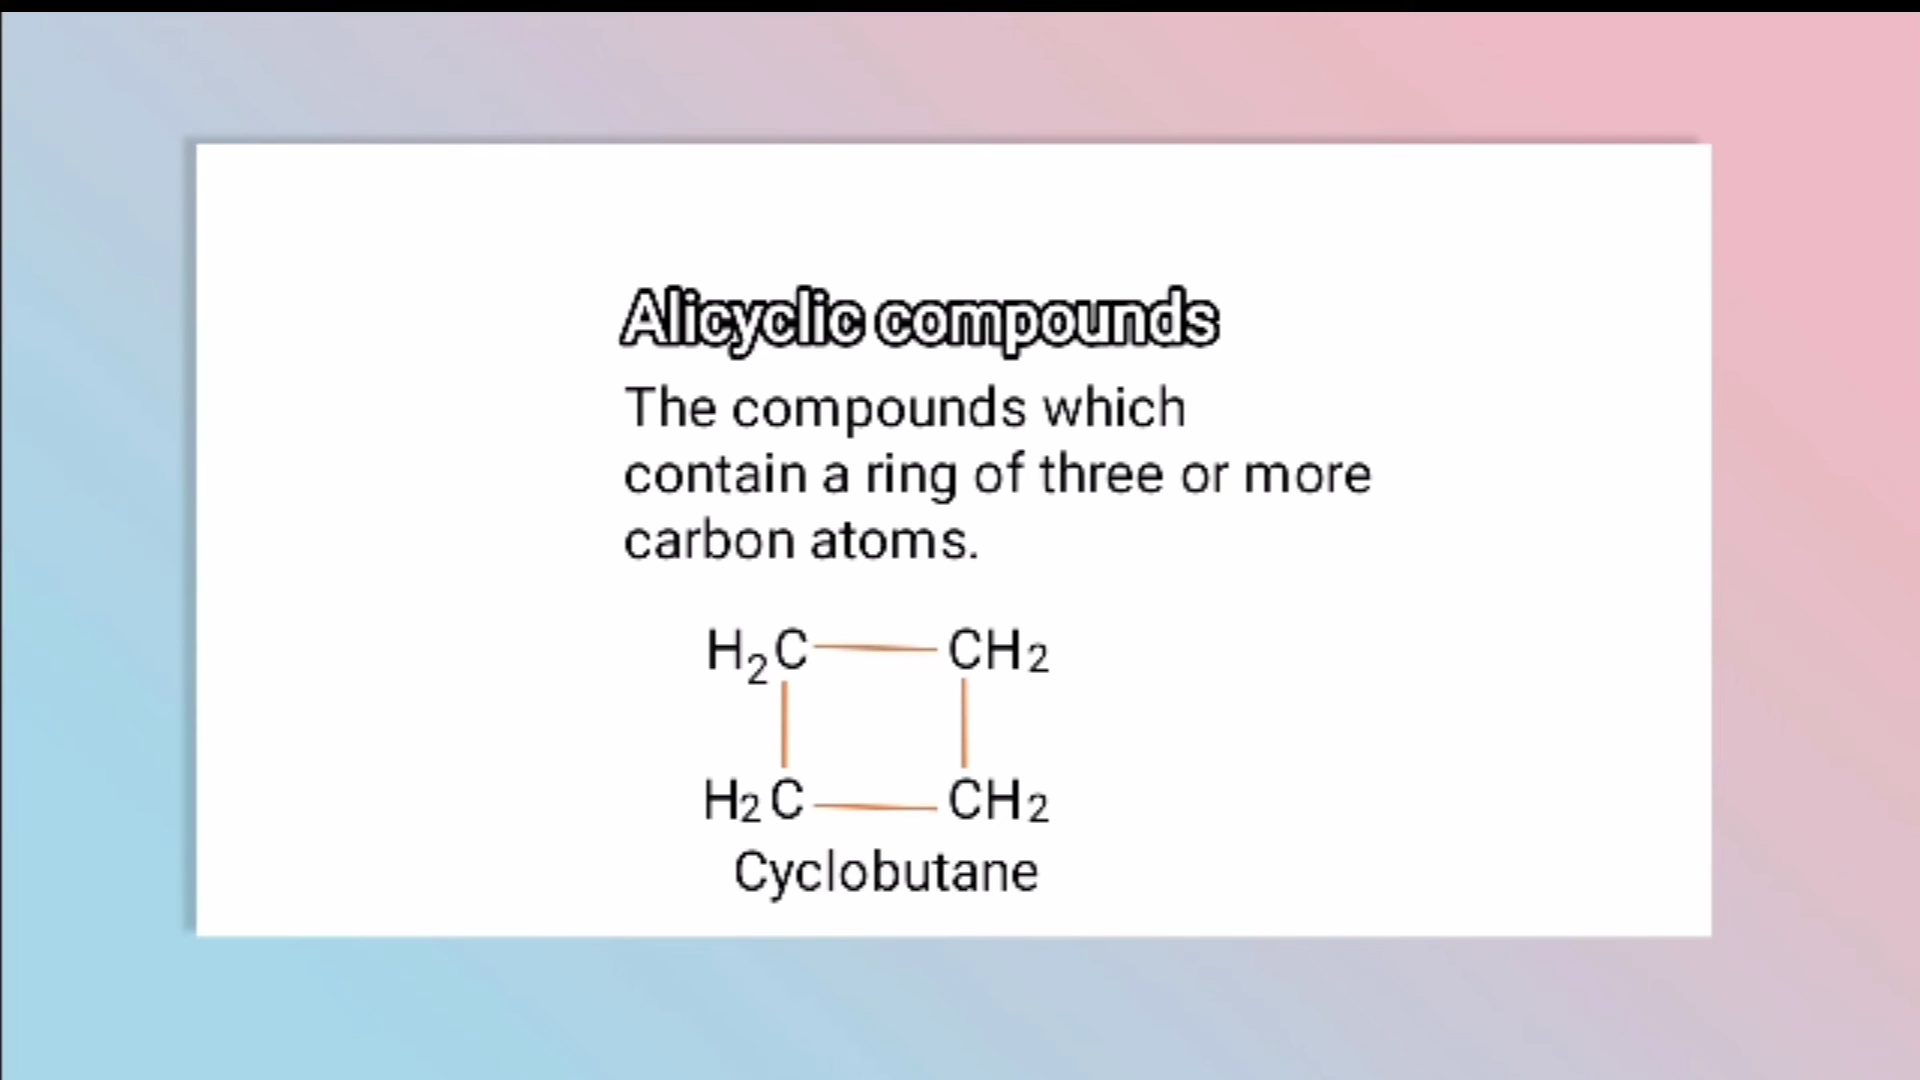 Alicyclic compounds
The compounds which
contain a ring of three or more
carbon atoms.
H₂C CH₂
H₂C CH₂
Cyclobutane